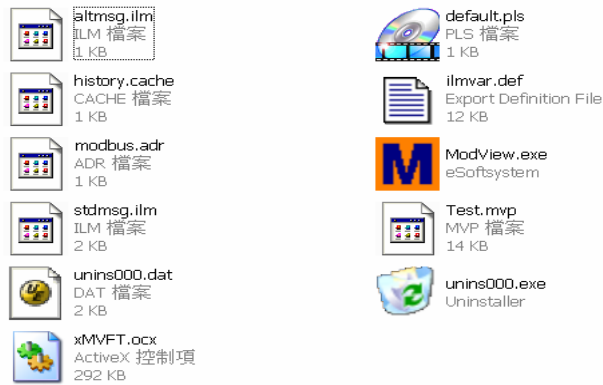 altmsg.ilm
ILM 檔案
1 KB
default.pls
PLS 檔案
1 KB
history.cache
CACHE 檔案
1 KB
ilmvar.def
Export Definition File
12 KB
modbus.adr
ADR 檔案
1 KB
ModView.exe
eSoftsystem
stdmsg.ilm
ILM 檔案
2 KB
Test.mvp
MVP 檔案
14 KB
unins000.dat
DAT 檔案
2 KB
unins000.exe
Uninstaller
xMVFT.ocx
ActiveX 控制項
292 KB